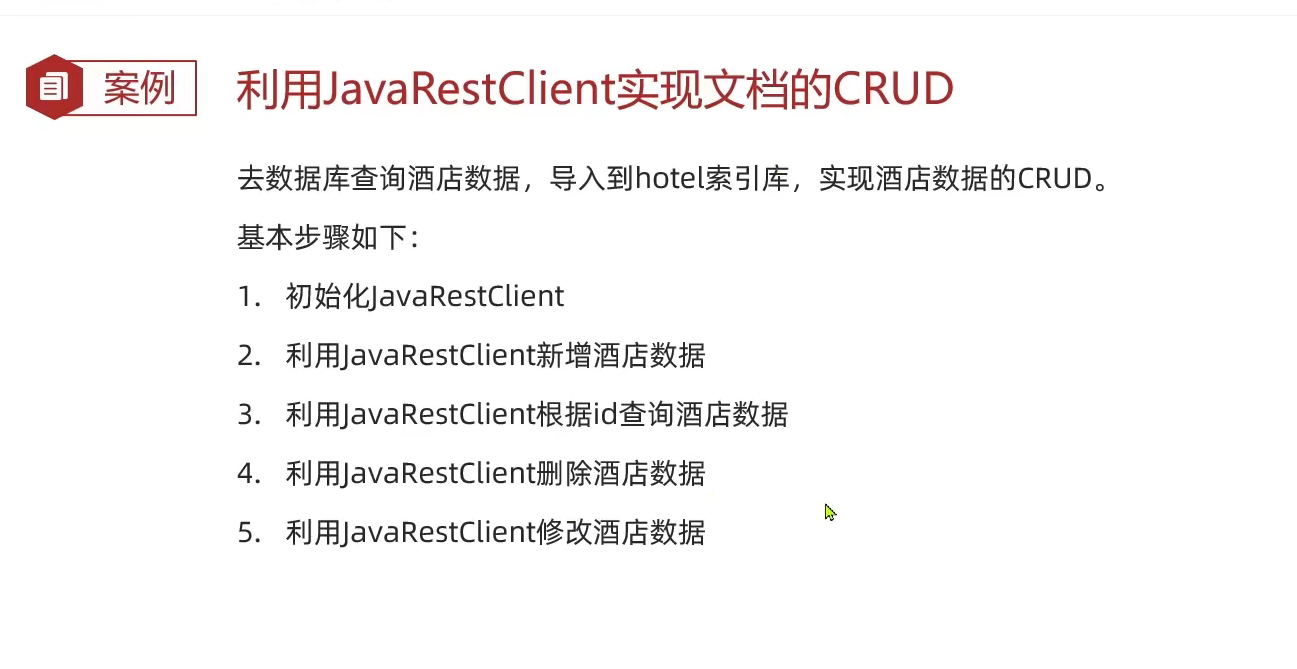 案例
利用JavaRestClient实现文档的CRUD
去数据库查询酒店数据，导入到hotel索引库，实现酒店数据的CRUD。
基本步骤如下：
1. 初始化JavaRestClient
2. 利用JavaRestClient新增酒店数据
3. 利用JavaRestClient根据id查询酒店数据
4. 利用JavaRestClient删除酒店数据
5. 利用JavaRestClient修改酒店数据